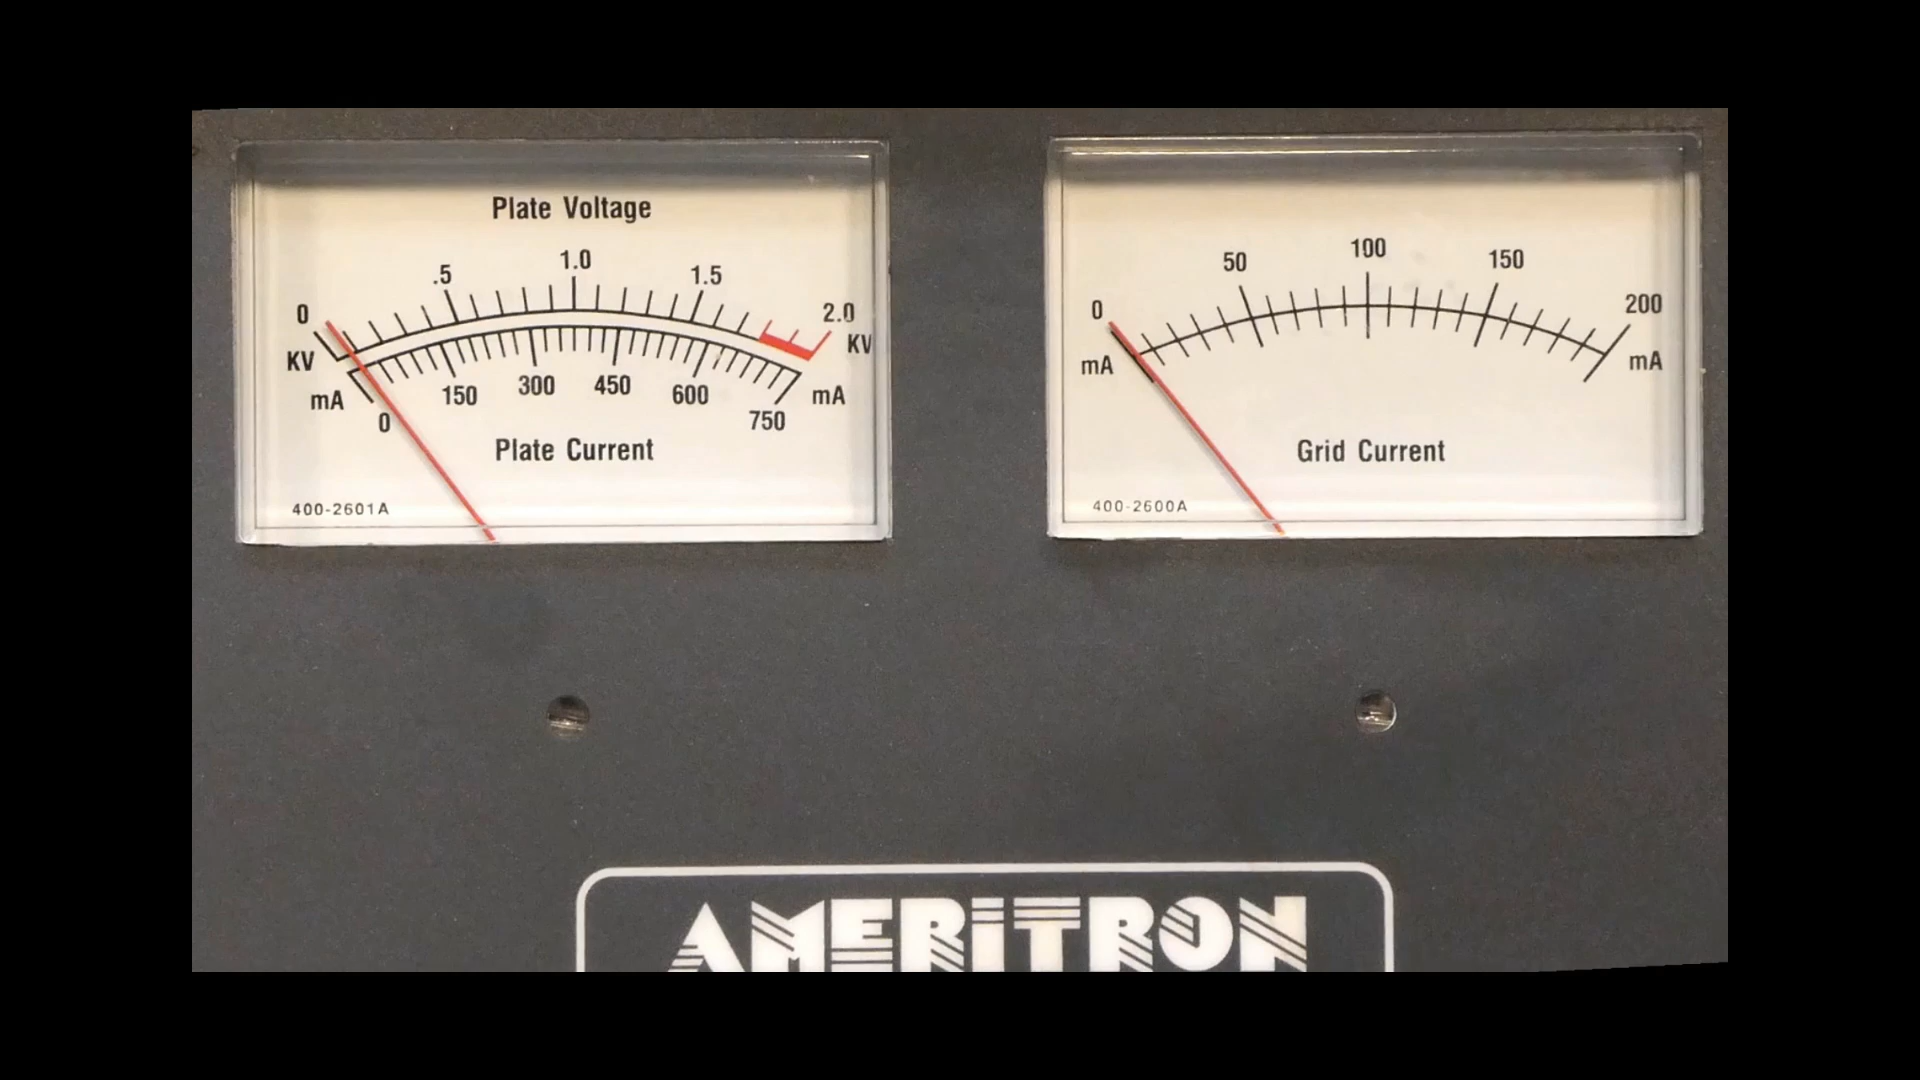 Plate Voltage
0 .5 1.0 1.5 2.0
KV KV
mA 0 150 300 450 600 750 mA
Plate Current
400-2601A
0 50 100 150 200
mA mA
Grid Current
400-2600A
AMERITRON